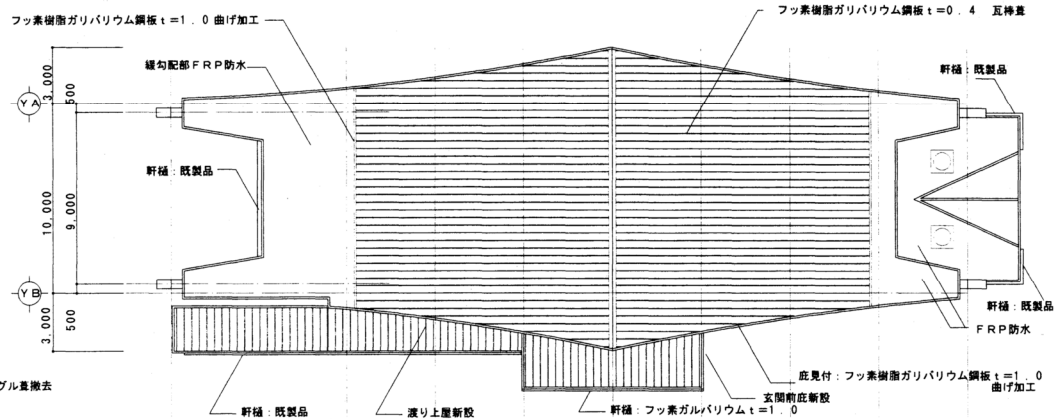 フッ素樹脂ガリバリウム鋼板ｔ＝１．０ 曲げ加工
フッ素樹脂ガリバリウム鋼板ｔ＝０．４　瓦棒葺
緩勾配部ＦＲＰ防水
軒樋：既製品
3,000
500
ＹＡ
軒樋：既製品
10,000
9,000
ＹＢ
3,000
500
軒樋：既製品
ＦＲＰ防水
庇見付：フッ素樹脂ガリバリウム鋼板ｔ＝１．０
曲げ加工
玄関前庇新設
グル葺撤去
軒樋：既製品
渡り上屋新設
軒樋：フッ素ガルバリウムｔ＝１．０